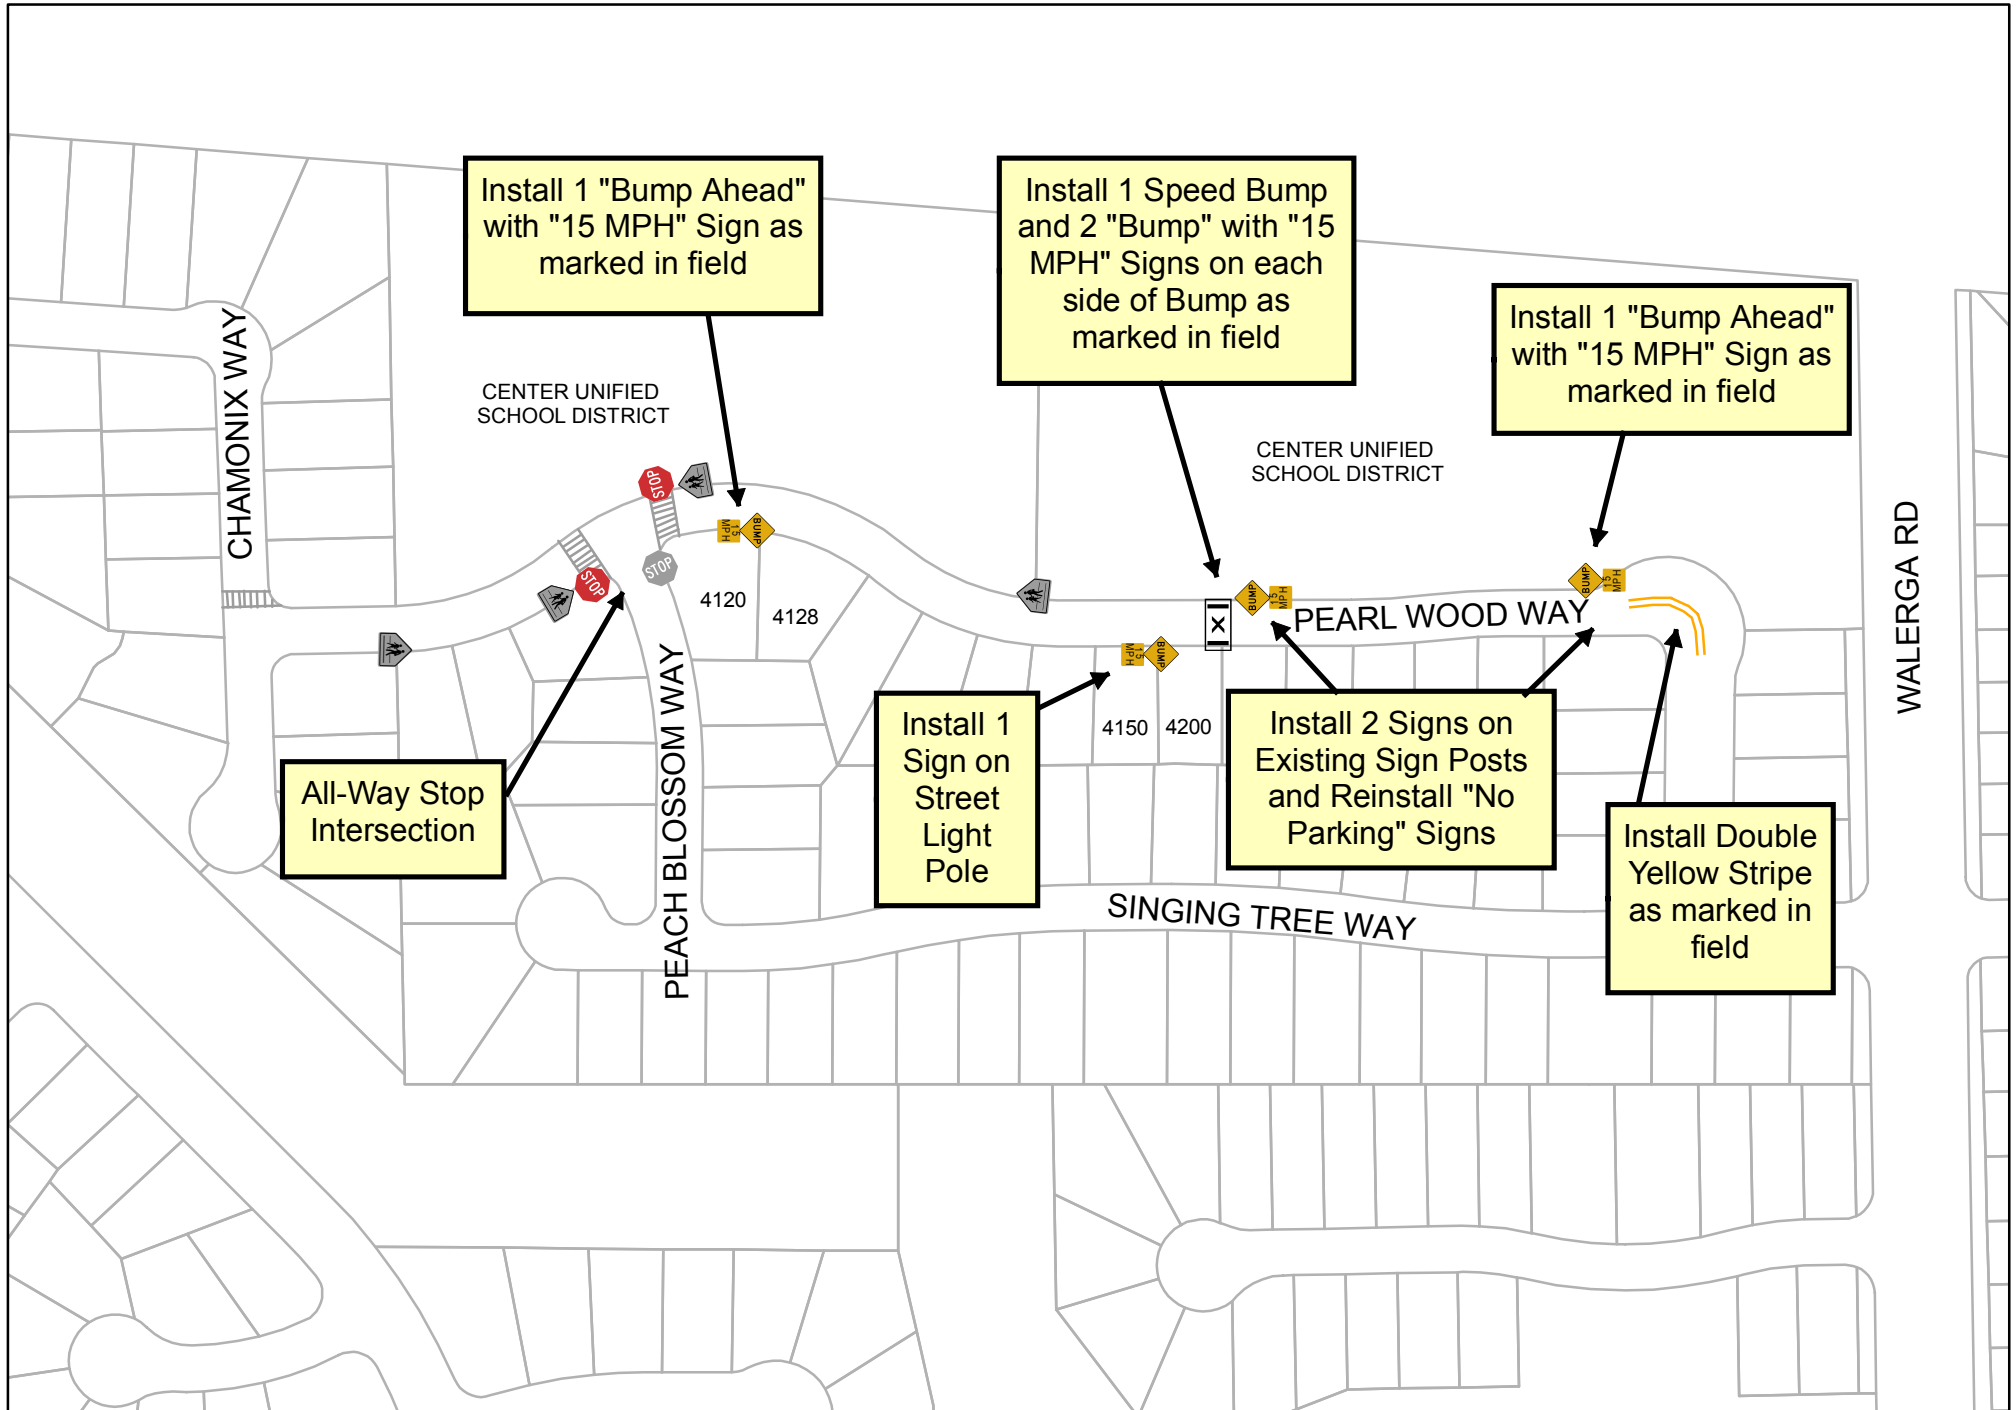 Install 1 "Bump Ahead"
with "15 MPH" Sign as
marked in field
Install 1 Speed Bump
and 2 "Bump" with "15
MPH" Signs on each
side of Bump as
marked in field
Install 1 "Bump Ahead"
with "15 MPH" Sign as
marked in field
CHAMONIX WAY
CENTER UNIFIED
SCHOOL DISTRICT
CENTER UNIFIED
SCHOOL DISTRICT
WALERGA RD
STOP
15
MPH
BUMP
STOP
STOP
4120
4128
BUMP
15
MPH
BUMP
15
MPH
PEARL WOOD WAY
X
15
MPH
BUMP
PEACH BLOSSOM WAY
4150
4200
Install 1
Sign on
Street
Light
Pole
Install 2 Signs on
Existing Sign Posts
and Reinstall "No
Parking" Signs
All-Way Stop
Intersection
Install Double
Yellow Stripe
as marked in
field
SINGING TREE WAY